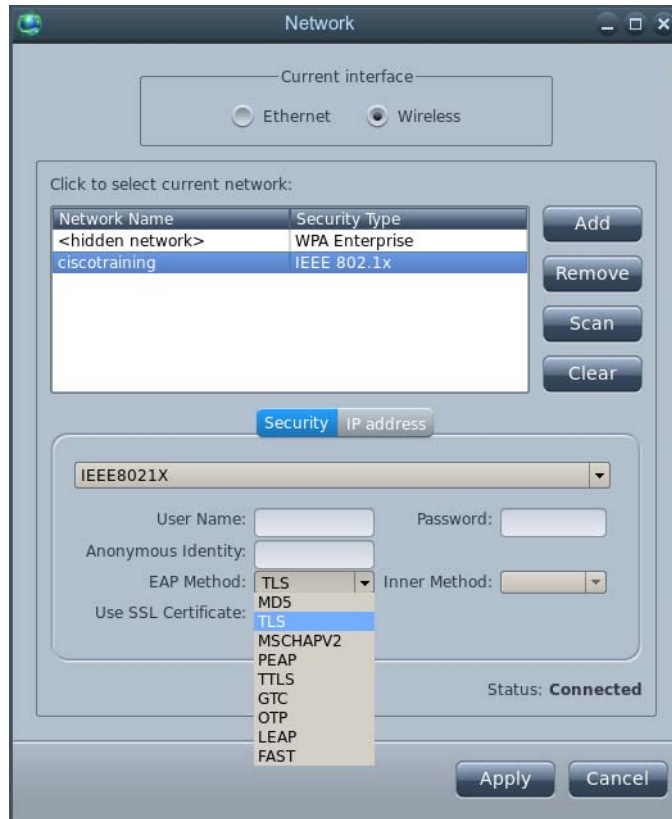 Network
Current interface
Ethernet Wireless
Click to select current network:
Network Name Security Type
<hidden network> WPA Enterprise
ciscotraining IEEE 802.1x
Add
Remove
Scan
Clear
Security IP address
IEEE8021X
User Name: Password:
Anonymous Identity:
EAP Method: TLS Inner Method:
Use SSL Certificate:
MD5
TLS
MSCHAPV2
PEAP
TTLS
GTC
OTP
LEAP
FAST
Status: Connected
Apply Cancel